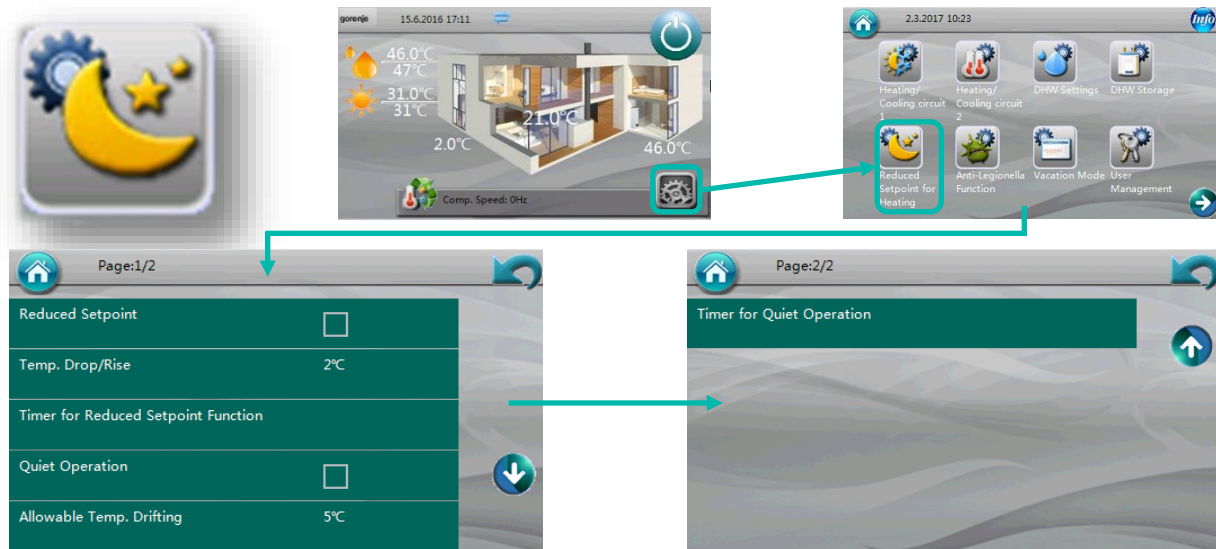 gorenje 15.6.2016 17:11
46.0℃
47℃
31.0℃
31℃
21.0℃
2.0℃
46.0℃
Comp. Speed: 0Hz
2.3.2017 10:23 Info
Heating/
Cooling circuit
1
Heating/
Cooling circuit
2
DHW Settings
DHW Storage
Reduced
Setpoint for
Heating
Anti-Legionella
Function
Vacation Mode
User
Management
Page:1/2
Reduced Setpoint
Temp. Drop/Rise 2℃
Timer for Reduced Setpoint Function
Quiet Operation
Allowable Temp. Drifting 5℃
Page:2/2
Timer for Quiet Operation